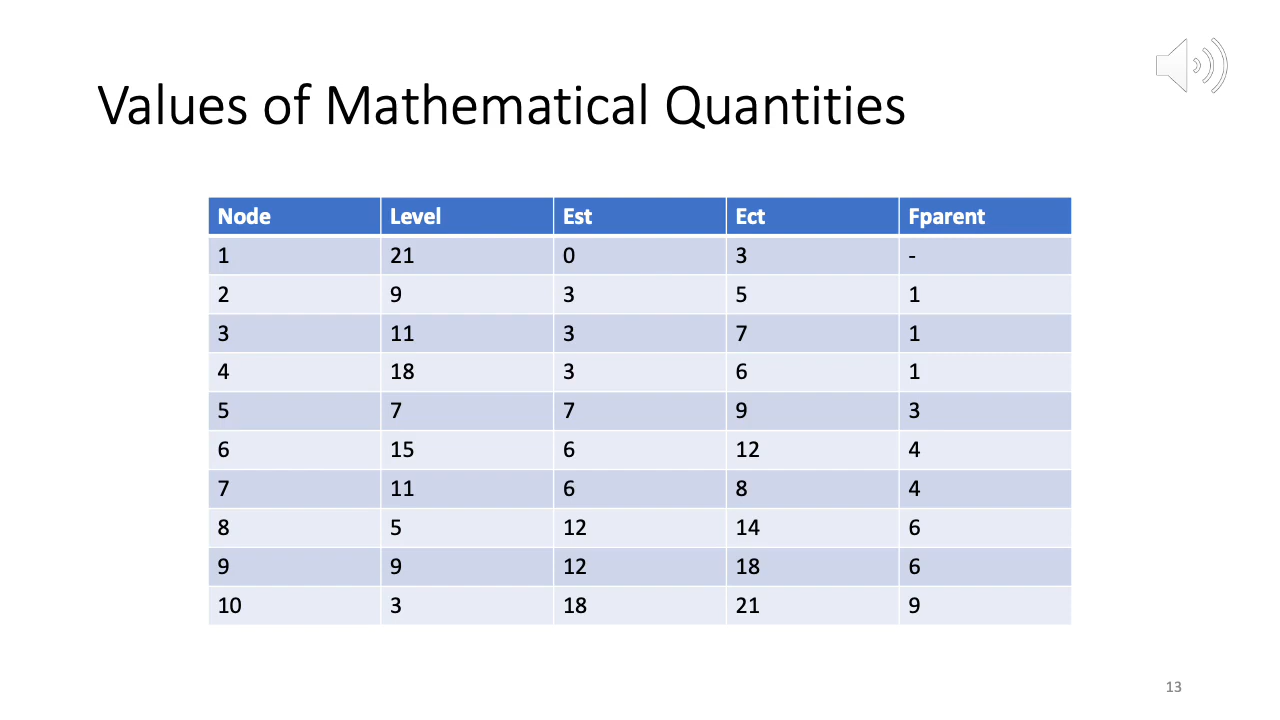 Values of Mathematical Quantities
Node Level Est Ect Fparent
1 21 0 3 -
2 9 3 5 1
3 11 3 7 1
4 18 3 6 1
5 7 7 9 3
6 15 6 12 4
7 11 6 8 4
8 5 12 14 6
9 9 12 18 6
10 3 18 21 9
13